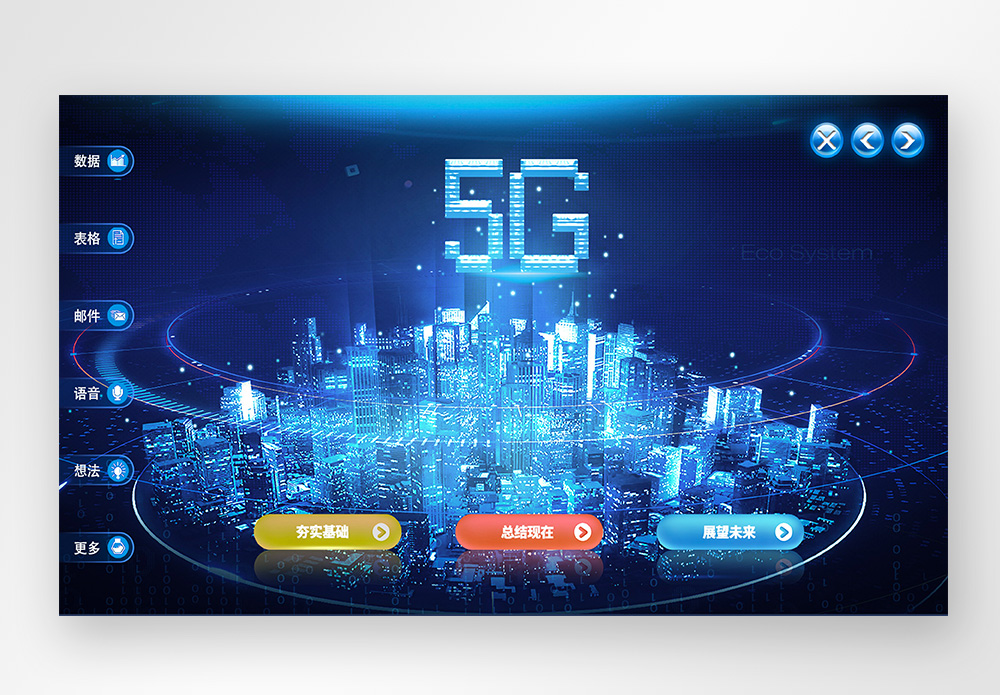 5G
Eco System
数据
表格
邮件
语音
想法
更多
夯实基础
总结现在
展望未来